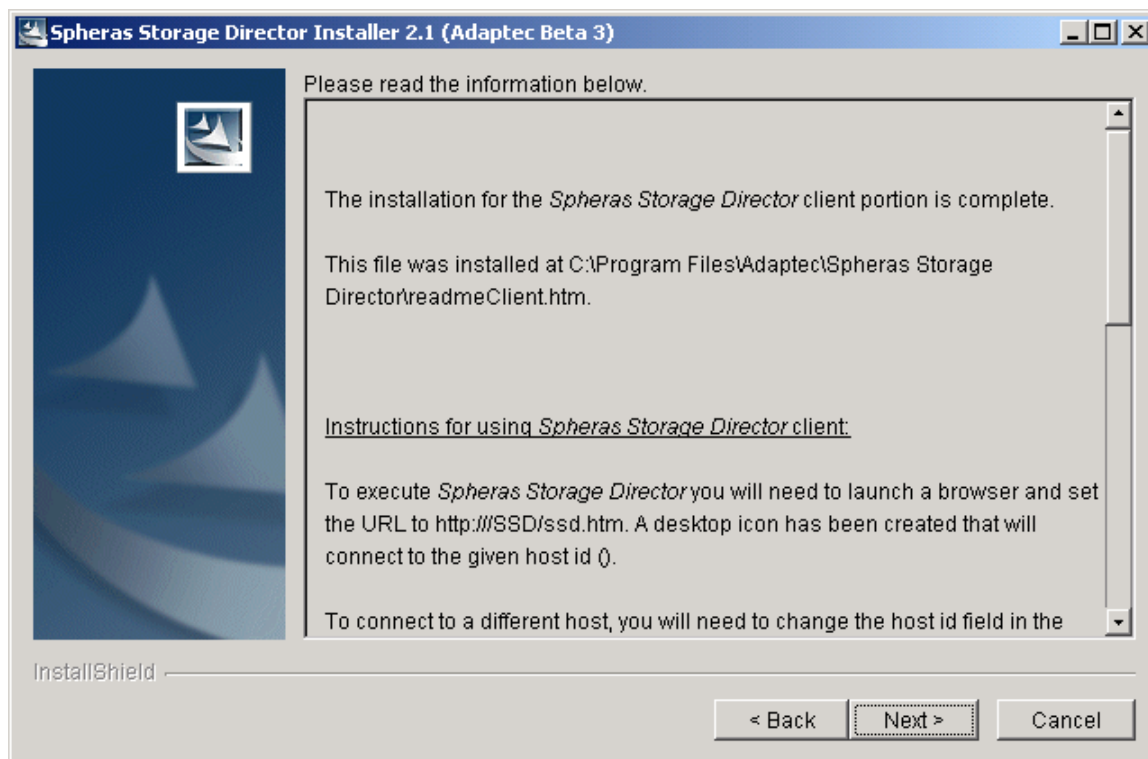 Spheras Storage Director Installer 2.1 (Adaptec Beta 3)
Please read the information below.
The installation for the Spheras Storage Director client portion is complete.
This file was installed at C:\Program Files\Adaptec\Spheras Storage
Director\readmeClient.htm.
Instructions for using Spheras Storage Director client:
To execute Spheras Storage Director you will need to launch a browser and set
the URL to http:///SSD/ssd.htm. A desktop icon has been created that will
connect to the given host id ().
To connect to a different host, you will need to change the host id field in the
InstallShield
< Back
Next >
Cancel